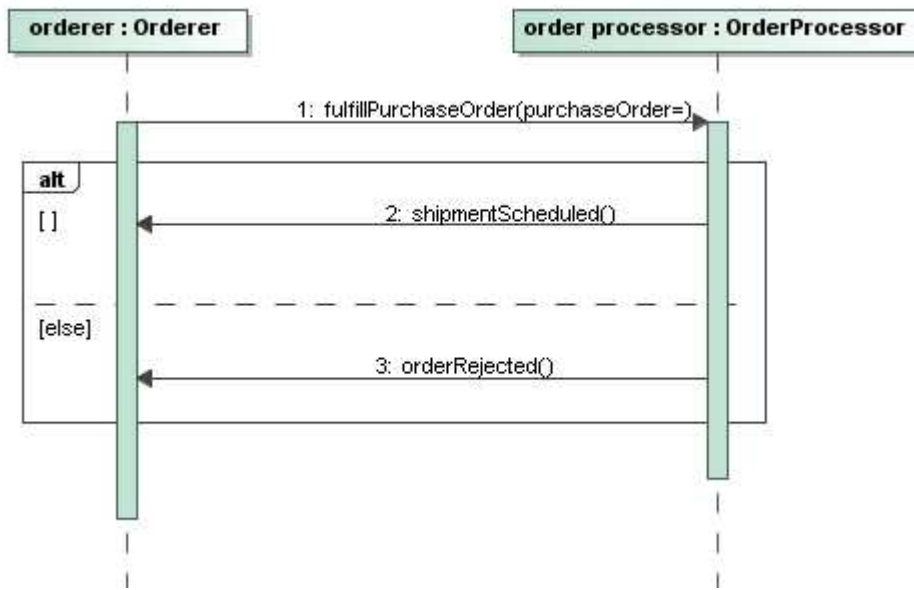 orderer : Orderer
order processor : OrderProcessor
1: fulfillPurchaseOrder(purchaseOrder=)
alt
[ ]
2: shipmentScheduled()
[else]
3: orderRejected()